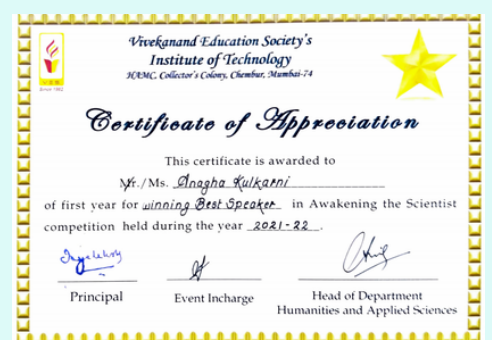 Vivekanand Education Society's
Institute of Technology
HAMC, Collector's Colony, Chembur, Mumbai-74
Since 1962
Certificate of Appreciation
This certificate is awarded to
Mr./Ms. Anagha Kulkarni
of first year for winning Best Speaker in Awakening the Scientist
competition held during the year 2021-22.
Principal
Event Incharge
Head of Department
Humanities and Applied Sciences